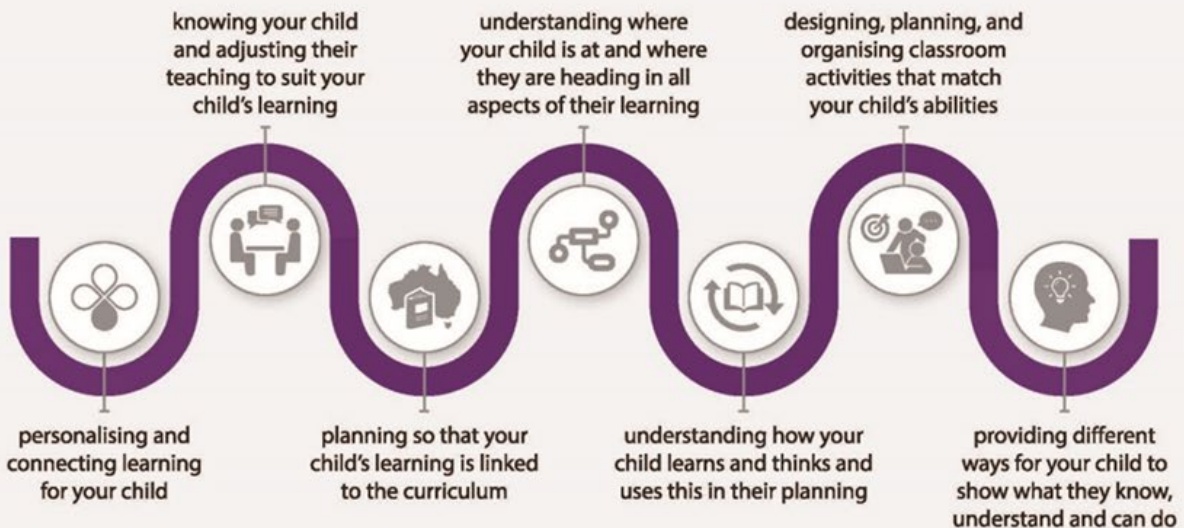 knowing your child
and adjusting their
teaching to suit your
child's learning
understanding where
your child is at and where
they are heading in all
aspects of their learning
designing, planning, and
organising classroom
activities that match
your child's abilities
personalising and
connecting learning
for your child
planning so that your
child's learning is linked
to the curriculum
understanding how your
child learns and thinks and
uses this in their planning
providing different
ways for your child to
show what they know,
understand and can do